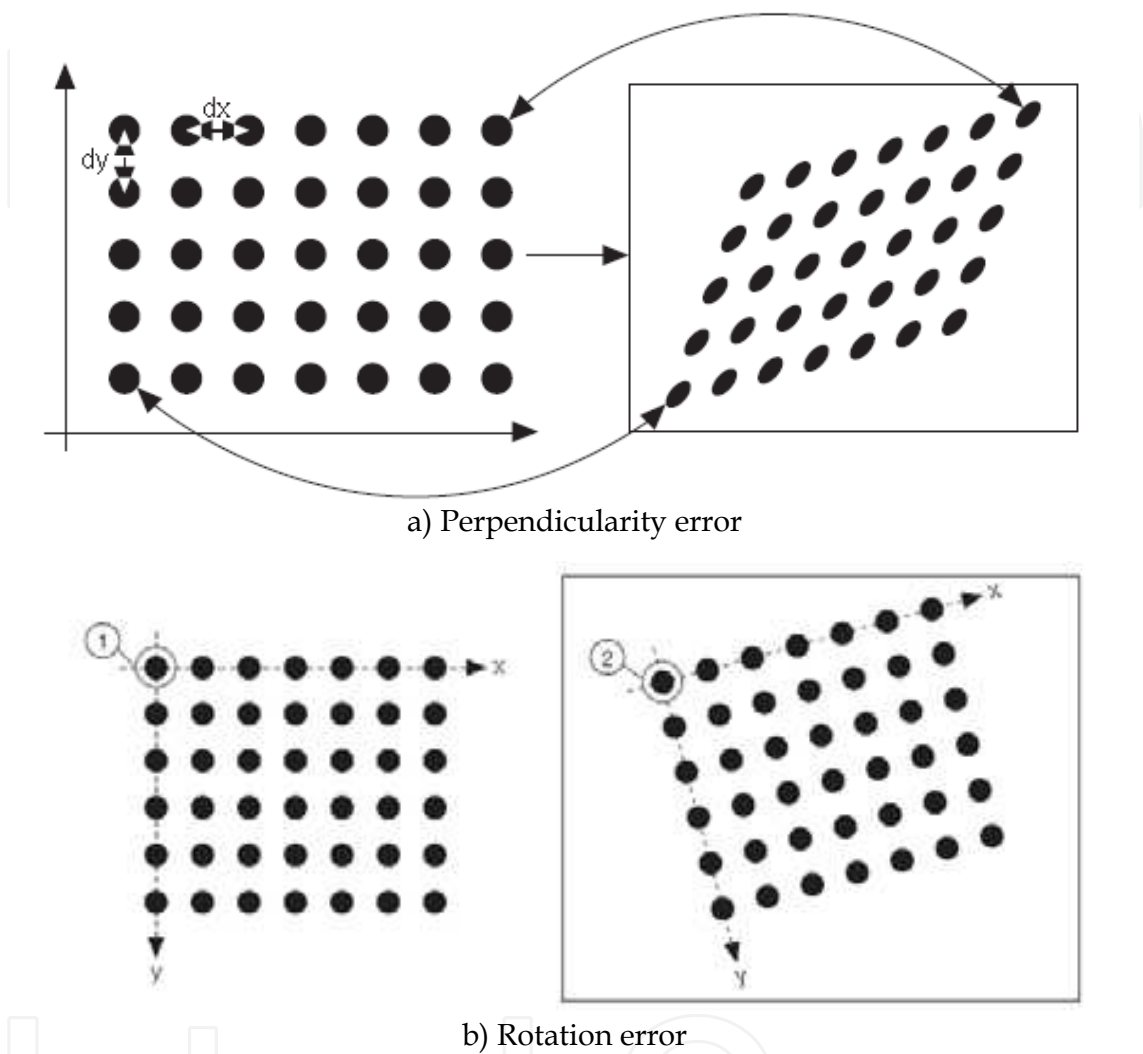 dx
dy
a) Perpendicularity error
1
x
y
2
x
y
b) Rotation error